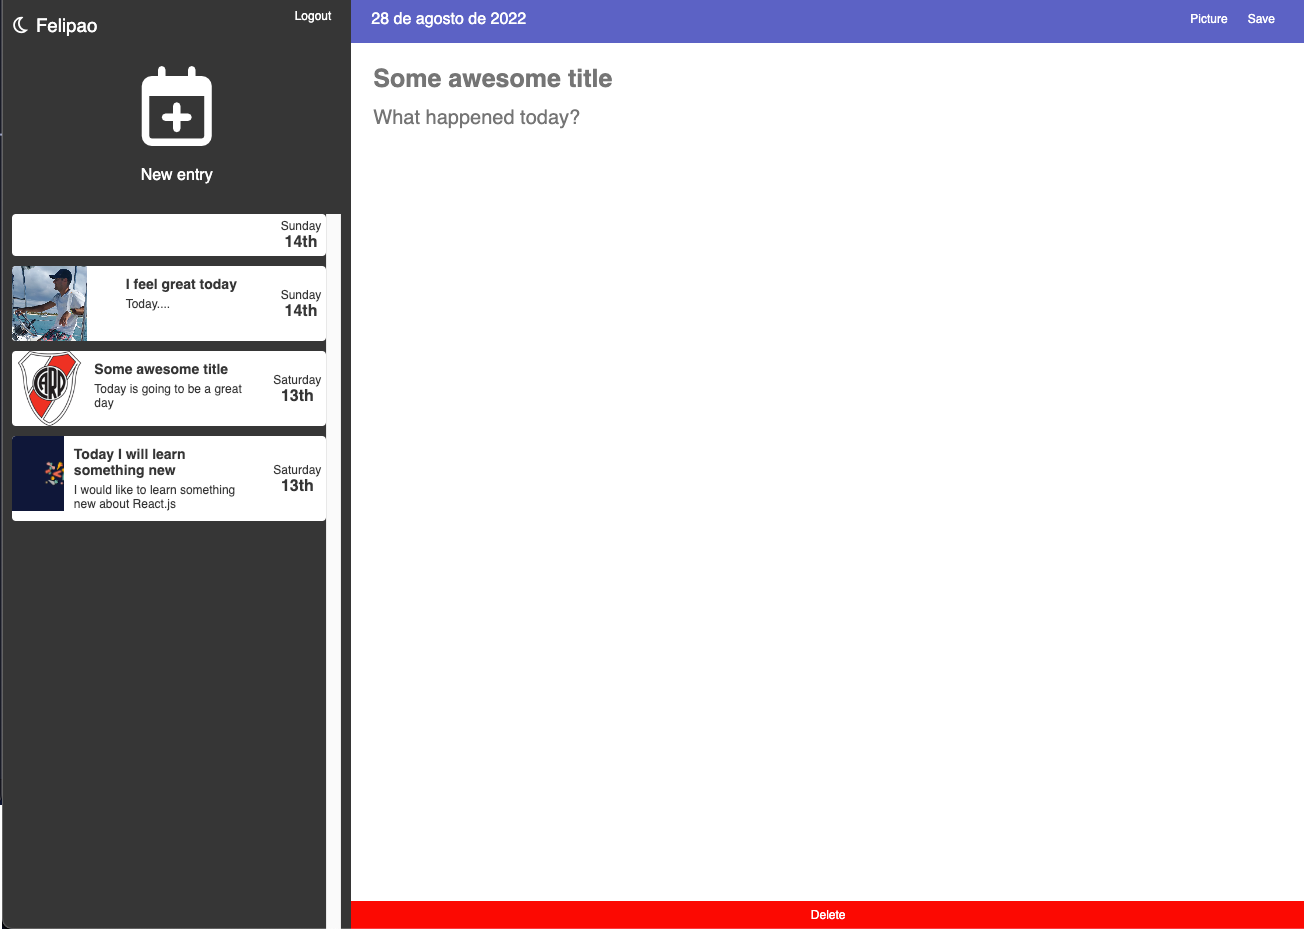 Felipao
Logout
New entry
Sunday
14th
I feel great today
Today....
Sunday
14th
CARP
Some awesome title
Today is going to be a great
day
Saturday
13th
Today I will learn
something new
I would like to learn something
new about React.js
Saturday
13th
28 de agosto de 2022
Picture
Save
Some awesome title
What happened today?
Delete